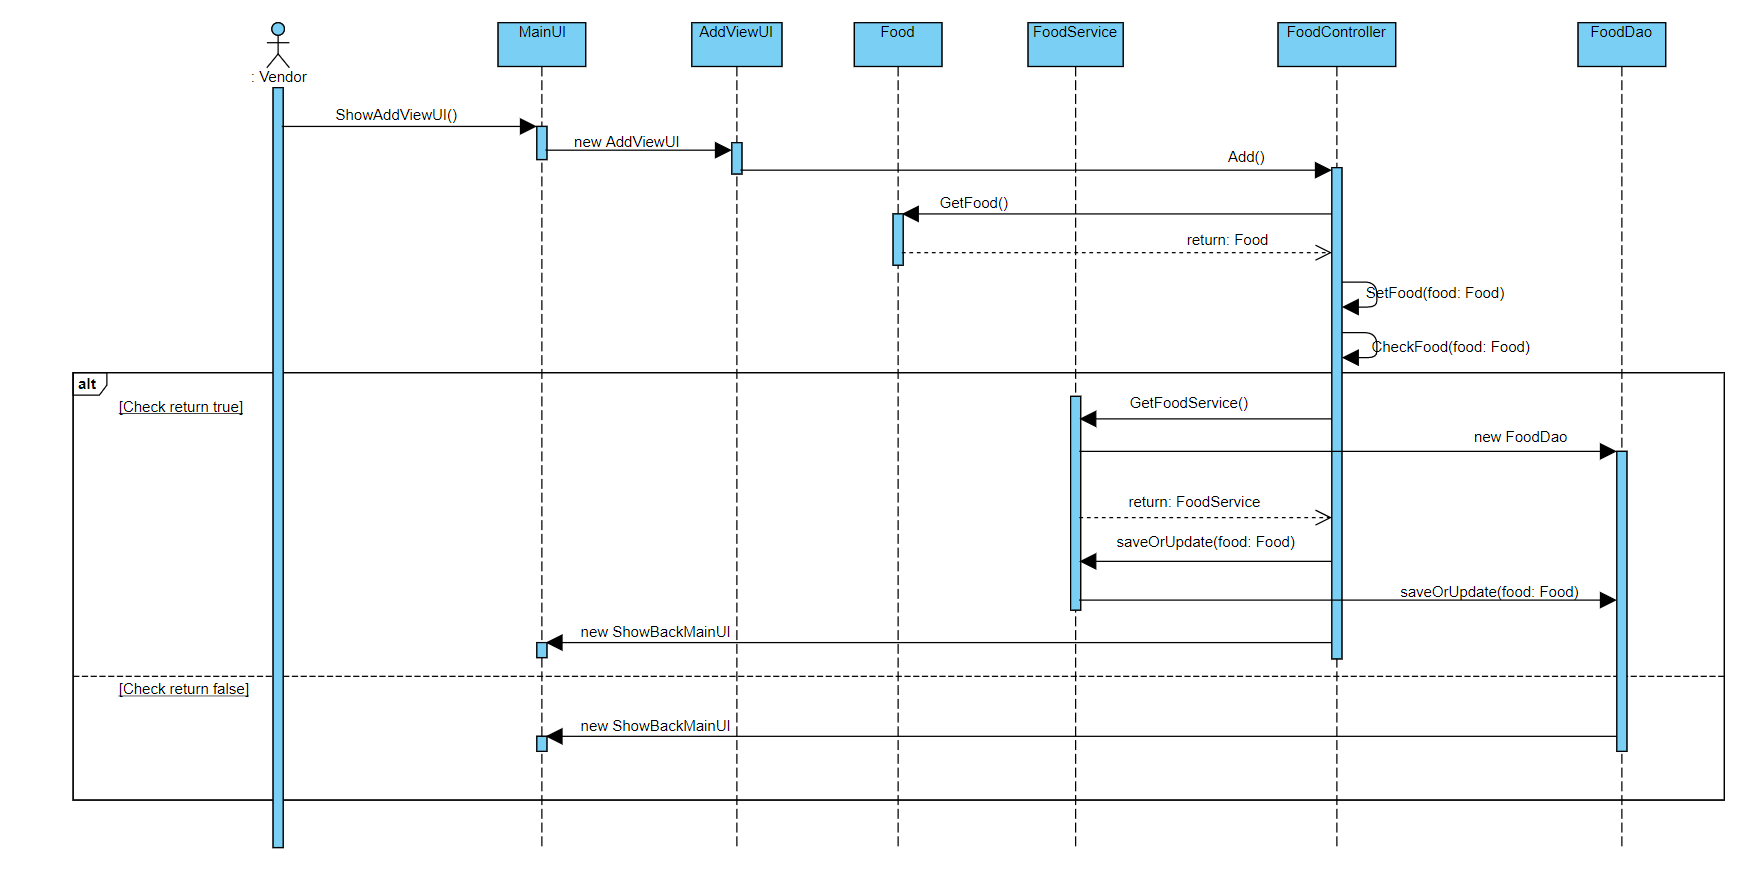 MainUI
AddViewUI
Food
FoodService
FoodController
FoodDao
: Vendor
ShowAddViewUI()
new AddViewUI
Add()
GetFood()
return: Food
SetFood(food: Food)
CheckFood(food: Food)
alt
[Check return true]
GetFoodService()
new FoodDao
return: FoodService
saveOrUpdate(food: Food)
saveOrUpdate(food: Food)
new ShowBackMainUI
[Check return false]
new ShowBackMainUI